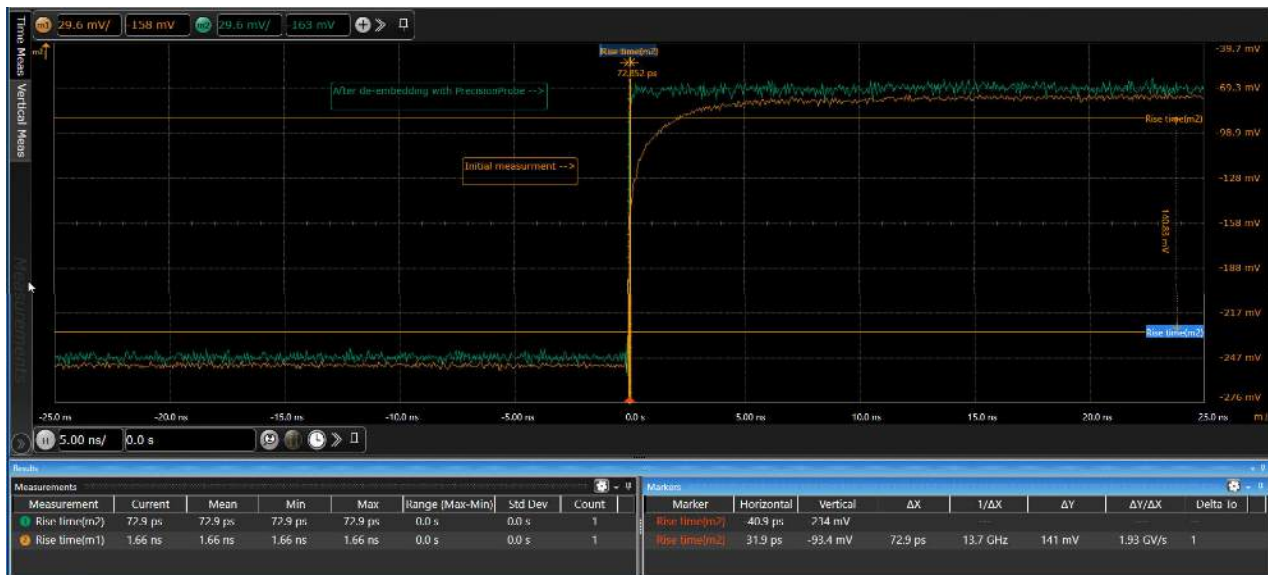 Time Meas
Vertical Meas
Measurements
m1 29.6 mV/ -158 mV m2 29.6 mV/ -163 mV
m2
Rise time(m2)
72.852 ps
After de-embedding with PrecisionProbe -->
Initial measurment -->
Rise time(m2)
140.83 mV
Rise time(m2)
-39.7 mV
-69.3 mV
-98.9 mV
-128 mV
-158 mV
-188 mV
-217 mV
-247 mV
-276 mV
-25.0 ns -20.0 ns -15.0 ns -10.0 ns -5.00 ns 0.0 s 5.00 ns 10.0 ns 15.0 ns 20.0 ns 25.0 ns
H 5.00 ns/ 0.0 s
Results
Measurements
Measurement Current Mean Min Max Range (Max-Min) Std Dev Count
1 Rise time(m2) 72.9 ps 72.9 ps 72.9 ps 72.9 ps 0.0 s 0.0 s 1
2 Rise time(m1) 1.66 ns 1.66 ns 1.66 ns 1.66 ns 0.0 s 0.0 s 1
Markers
Marker Horizontal Vertical ΔX 1/ΔX ΔY ΔY/ΔX Delta To
Rise time(m2) -40.9 ps 234 mV
Rise time(m2) 31.9 ps -93.4 mV 72.9 ps 13.7 GHz 141 mV 1.93 GV/s 1